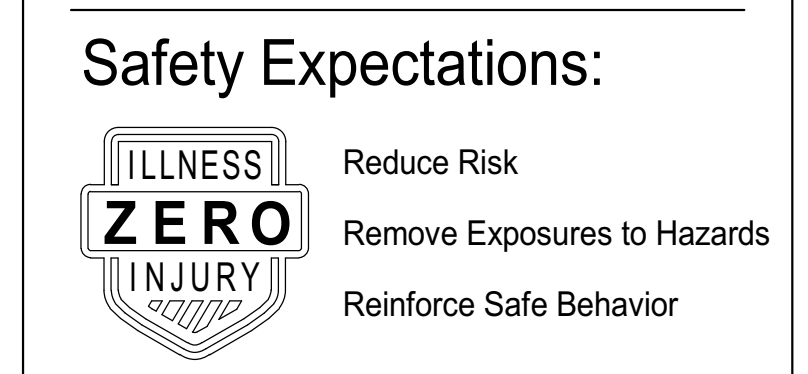 Safety Expectations:
ILLNESS
ZERO
INJURY
Reduce Risk
Remove Exposures to Hazards
Reinforce Safe Behavior